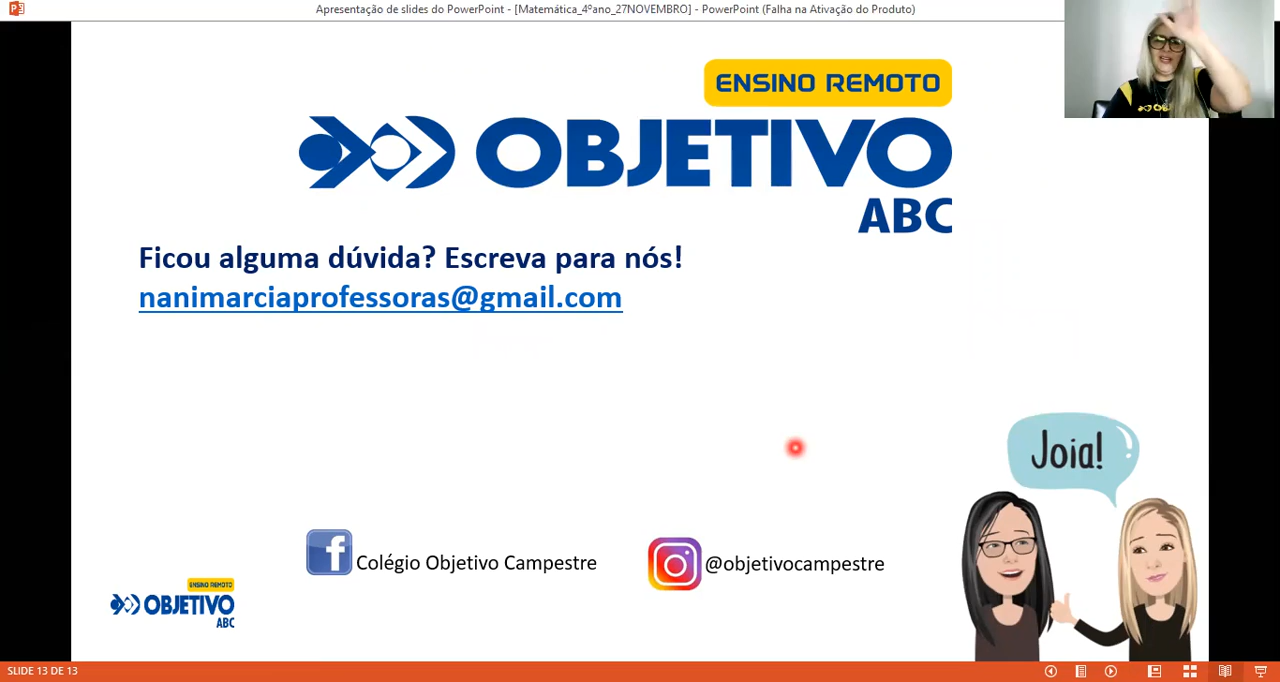 Apresentação de slides do PowerPoint - [Matemática_4ºano_27NOVEMBRO] - PowerPoint (Falha na Ativação do Produto)
ENSINO REMOTO
OBJETIVO
ABC
Ficou alguma dúvida? Escreva para nós!
nanimarciaprofessoras@gmail.com
Joia!
Colégio Objetivo Campestre
@objetivocampestre
ENSINO REMOTO
OBJETIVO
ABC
SLIDE 13 DE 13